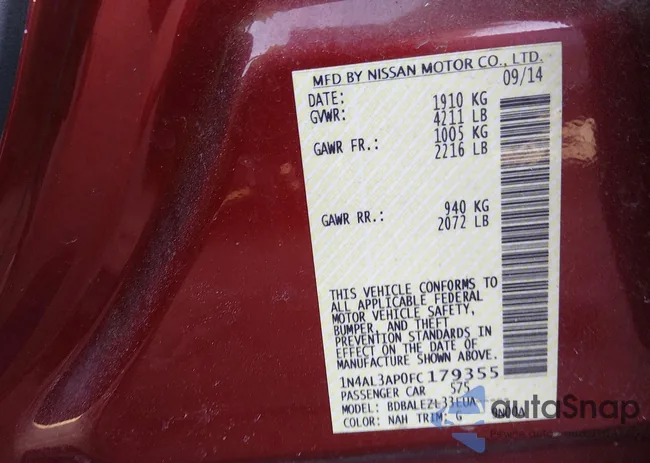 MFD BY NISSAN MOTOR CO., LTD.
DATE: 09/14
GVWR: 1910 KG
4211 LB
GAWR FR.: 1005 KG
2216 LB
GAWR RR.: 940 KG
2072 LB
THIS VEHICLE CONFORMS TO
ALL APPLICABLE FEDERAL
MOTOR VEHICLE SAFETY,
BUMPER, AND THEFT
PREVENTION STANDARDS IN
EFFECT ON THE DATE OF
MANUFACTURE SHOWN ABOVE.
1N4AL3AP0FC179355
PASSENGER CAR 575
MODEL: BDBALEZL33EUA
COLOR: NAH TRIM: G
autoSnap